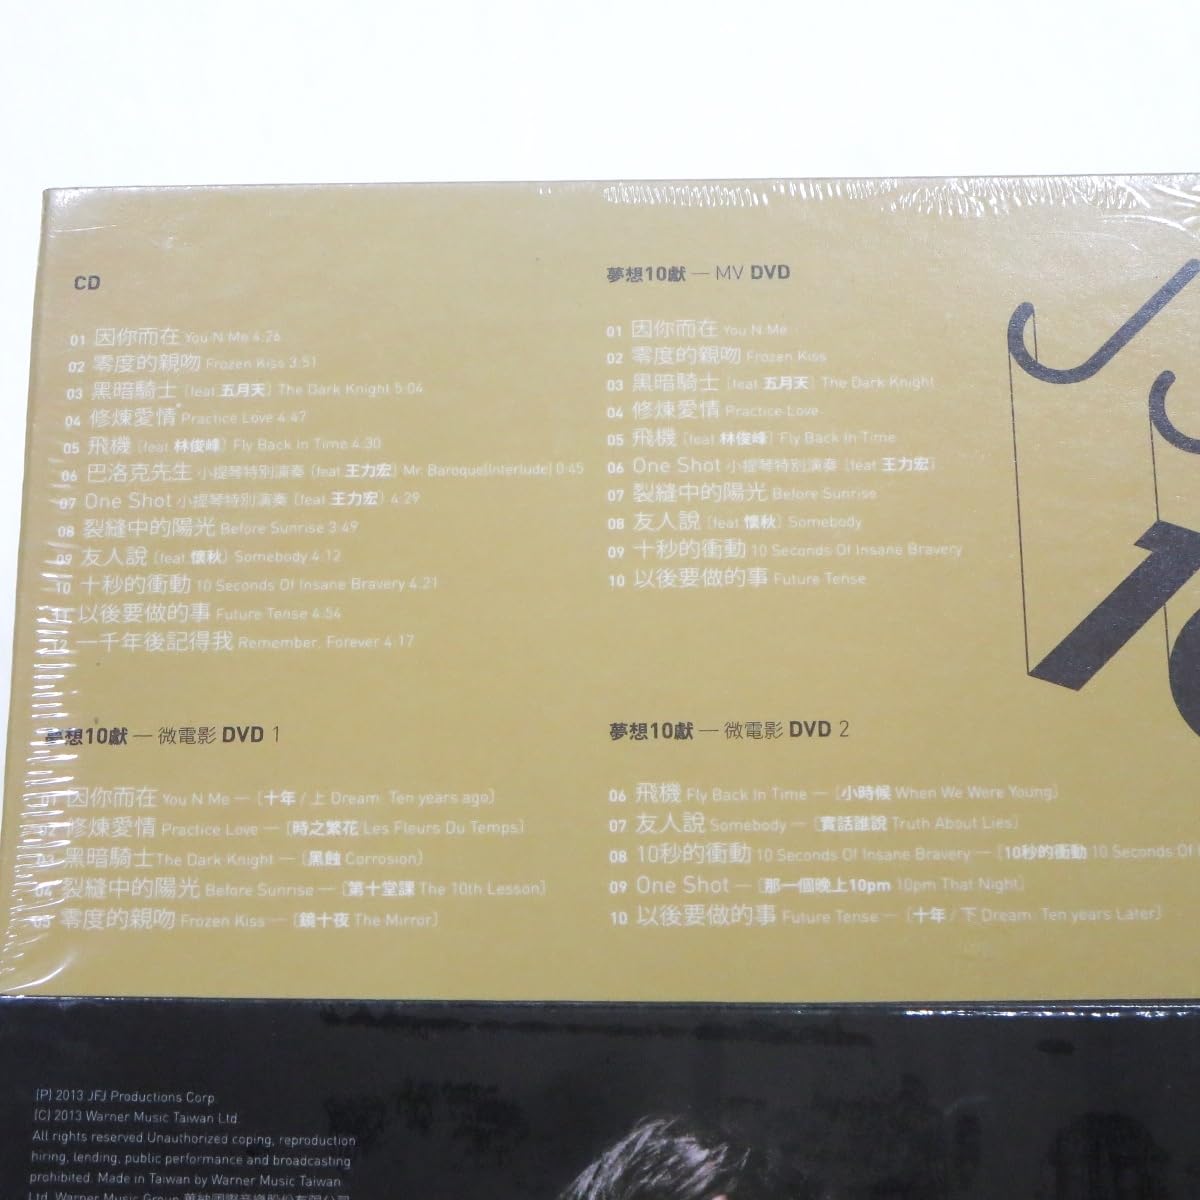 CD
01 因你而在 You N Me 4:26
02 零度的親吻 Frozen Kiss 3:51
03 黑暗騎士 (feat 五月天) The Dark Knight 5:04
04 修煉愛情 Practice Love 4:47
05 飛機 (feat 林俊峰) Fly Back In Time 4:30
06 巴洛克先生 小提琴特別演奏 (feat 王力宏) Mr. Baroque(Interlude) 0:45
07 One Shot 小提琴特別演奏 (feat 王力宏) 4:29
08 裂縫中的陽光 Before Sunrise 3:49
09 友人說 (feat 懷秋) Somebody 4:12
10 十秒的衝動 10 Seconds Of Insane Bravery 4:21
11 以後要做的事 Future Tense 4:54
12 一千年後記得我 Remember, Forever 4:17
夢想10獻 — MV DVD
01 因你而在 You N Me
02 零度的親吻 Frozen Kiss
03 黑暗騎士 (feat 五月天) The Dark Knight
04 修煉愛情 Practice Love
05 飛機 (feat 林俊峰) Fly Back In Time
06 One Shot 小提琴特別演奏 (feat 王力宏)
07 裂縫中的陽光 Before Sunrise
08 友人說 (feat 懷秋) Somebody
09 十秒的衝動 10 Seconds Of Insane Bravery
10 以後要做的事 Future Tense
夢想10獻 — 微電影 DVD 1
01 因你而在 You N Me — (十年 / 上 Dream: Ten years ago)
02 修煉愛情 Practice Love — (時之繁花 Les Fleurs Du Temps)
03 黑暗騎士 The Dark Knight — (黑蝕 Corrosion)
04 裂縫中的陽光 Before Sunrise — (第十堂課 The 10th Lesson)
05 零度的親吻 Frozen Kiss — (鏡十夜 The Mirror)
夢想10獻 — 微電影 DVD 2
06 飛機 Fly Back In Time — (小時候 When We Were Young)
07 友人說 Somebody — (實話誰說 Truth About Lies)
08 10秒的衝動 10 Seconds Of Insane Bravery — (10秒的衝動 10 Seconds Of
09 One Shot — (那一個晚上10pm 10pm That Night)
10 以後要做的事 Future Tense — (十年 / 下 Dream: Ten years Later)
(P) 2013 JFJ Productions Corp.
(C) 2013 Warner Music Taiwan Ltd.
All rights reserved Unauthorized coping, reproduction
hiring, lending, public performance and broadcasting
prohibited. Made in Taiwan by Warner Music Taiwan
Ltd. Warner Music Group